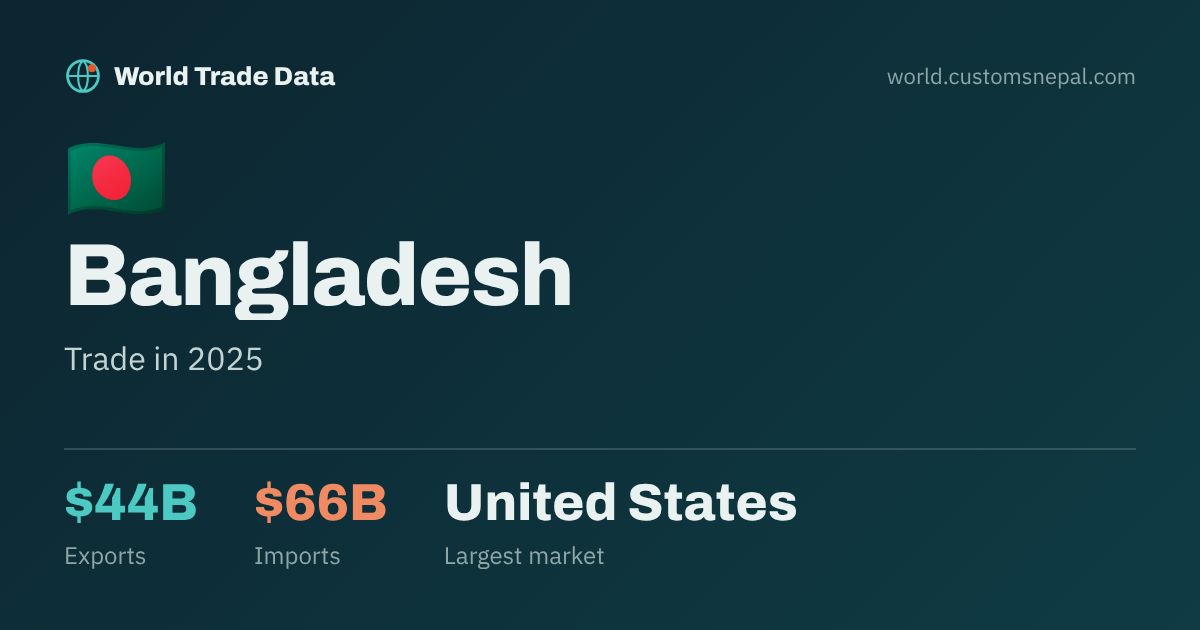 World Trade Data
world.customsnepal.com
Bangladesh
Trade in 2025
$44B
Exports
$66B
Imports
United States
Largest market